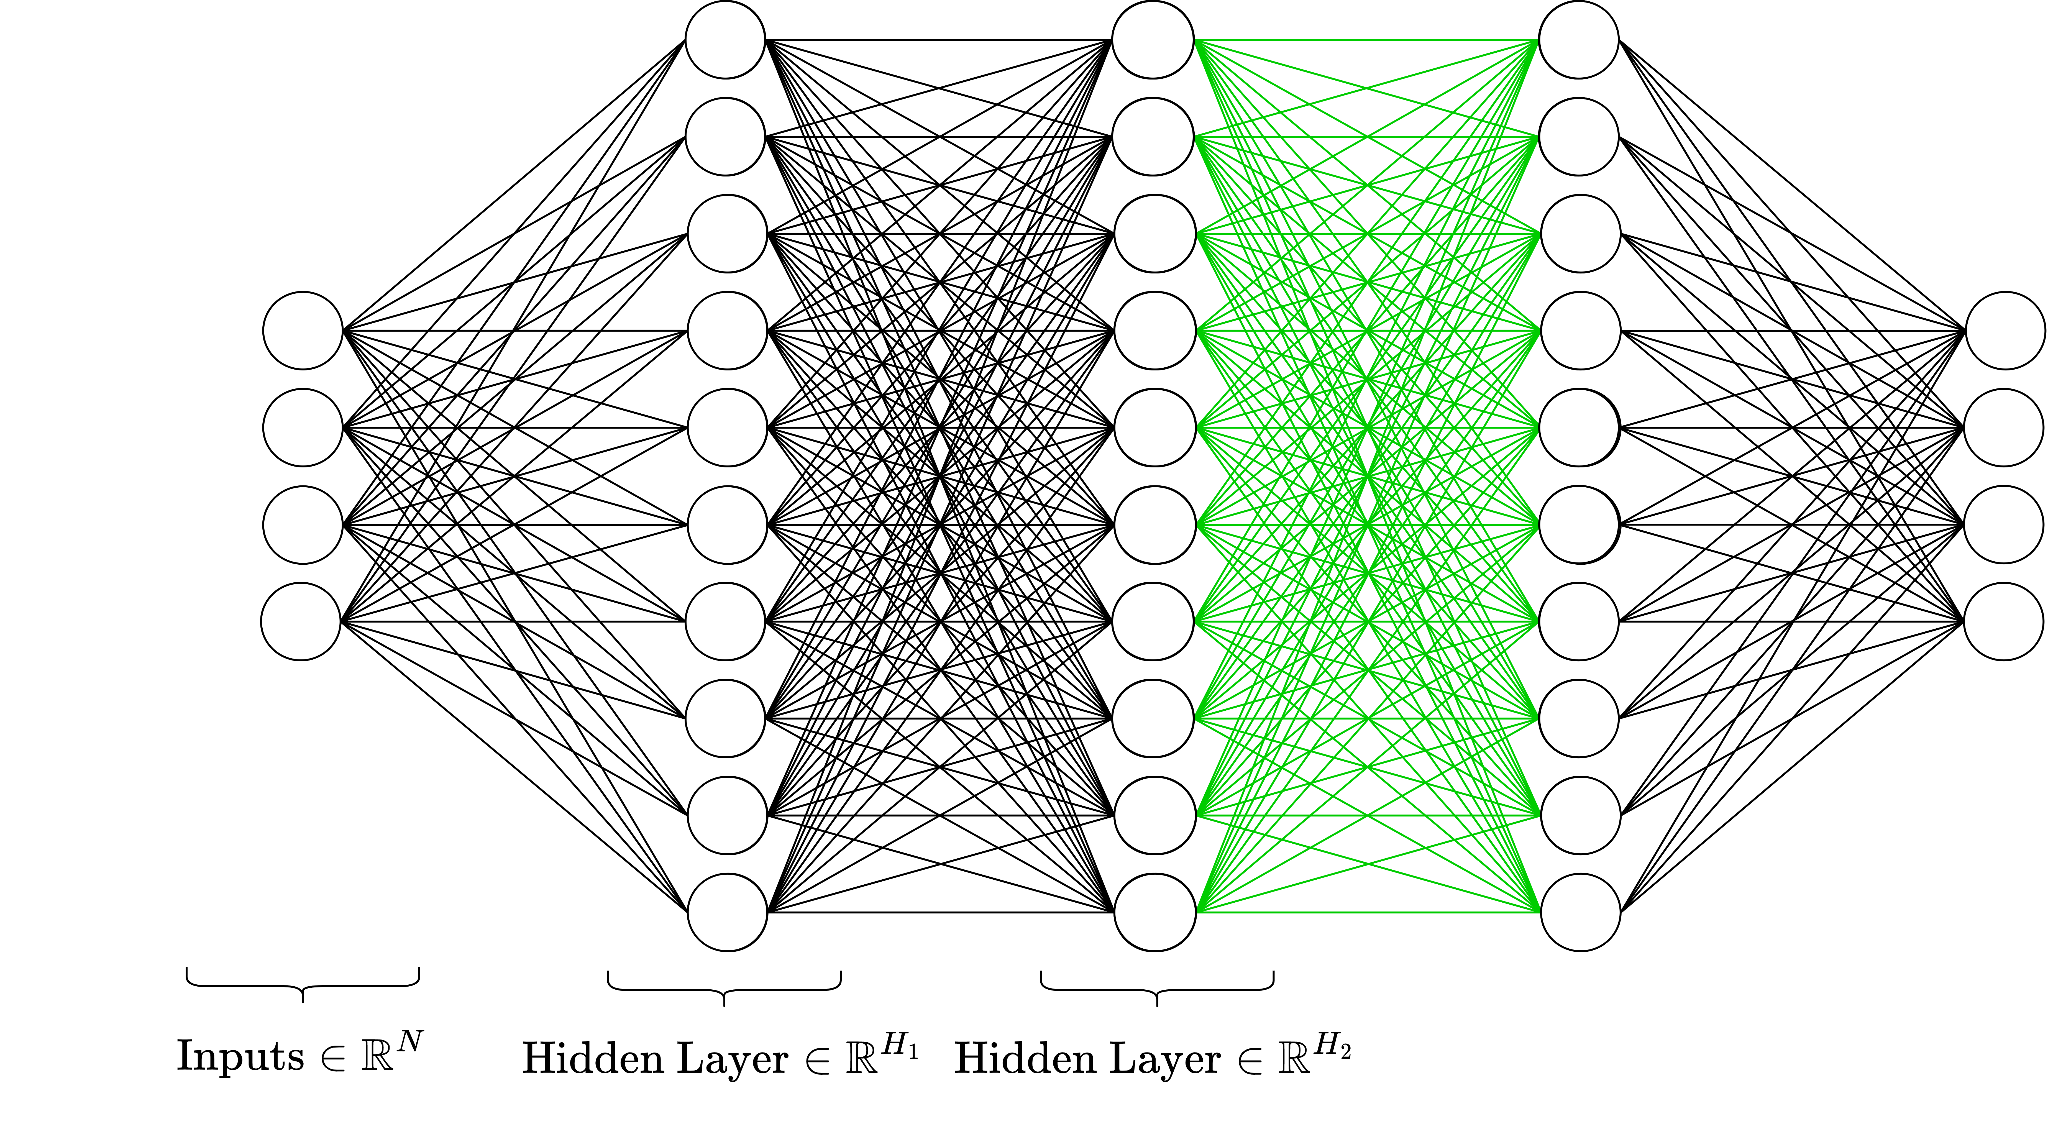 Inputs ∈ ℝ^N
Hidden Layer ∈ ℝ^{H_1}
Hidden Layer ∈ ℝ^{H_2}